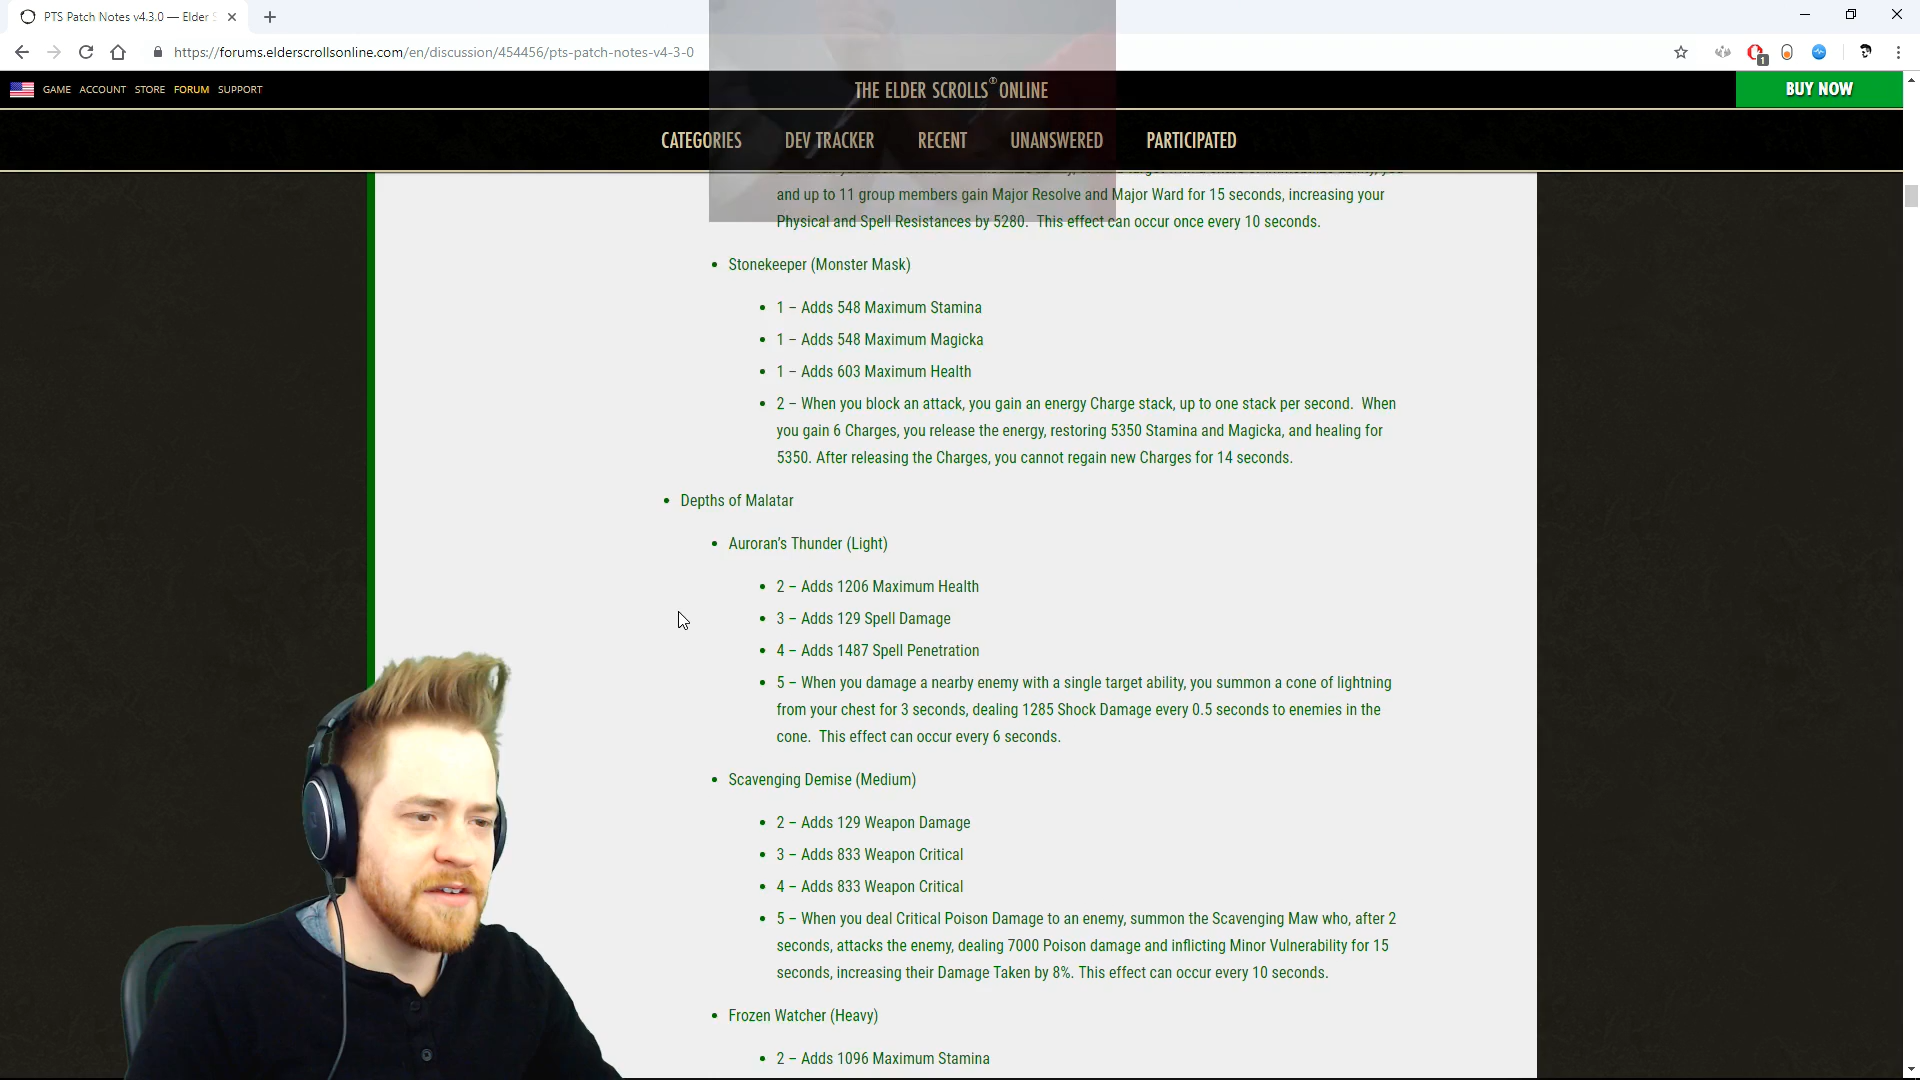 PTS Patch Notes v4.3.0 — Elder S
https://forums.elderscrollsonline.com/en/discussion/454456/pts-patch-notes-v4-3-0
1
GAME ACCOUNT STORE FORUM SUPPORT
THE ELDER SCROLLS® ONLINE
BUY NOW
CATEGORIES DEV TRACKER RECENT UNANSWERED PARTICIPATED
and up to 11 group members gain Major Resolve and Major Ward for 15 seconds, increasing your
Physical and Spell Resistances by 5280. This effect can occur once every 10 seconds.
• Stonekeeper (Monster Mask)
• 1 – Adds 548 Maximum Stamina
• 1 – Adds 548 Maximum Magicka
• 1 – Adds 603 Maximum Health
• 2 – When you block an attack, you gain an energy Charge stack, up to one stack per second. When
you gain 6 Charges, you release the energy, restoring 5350 Stamina and Magicka, and healing for
5350. After releasing the Charges, you cannot regain new Charges for 14 seconds.
• Depths of Malatar
• Auroran’s Thunder (Light)
• 2 – Adds 1206 Maximum Health
• 3 – Adds 129 Spell Damage
• 4 – Adds 1487 Spell Penetration
• 5 – When you damage a nearby enemy with a single target ability, you summon a cone of lightning
from your chest for 3 seconds, dealing 1285 Shock Damage every 0.5 seconds to enemies in the
cone. This effect can occur every 6 seconds.
• Scavenging Demise (Medium)
• 2 – Adds 129 Weapon Damage
• 3 – Adds 833 Weapon Critical
• 4 – Adds 833 Weapon Critical
• 5 – When you deal Critical Poison Damage to an enemy, summon the Scavenging Maw who, after 2
seconds, attacks the enemy, dealing 7000 Poison damage and inflicting Minor Vulnerability for 15
seconds, increasing their Damage Taken by 8%. This effect can occur every 10 seconds.
• Frozen Watcher (Heavy)
• 2 – Adds 1096 Maximum Stamina